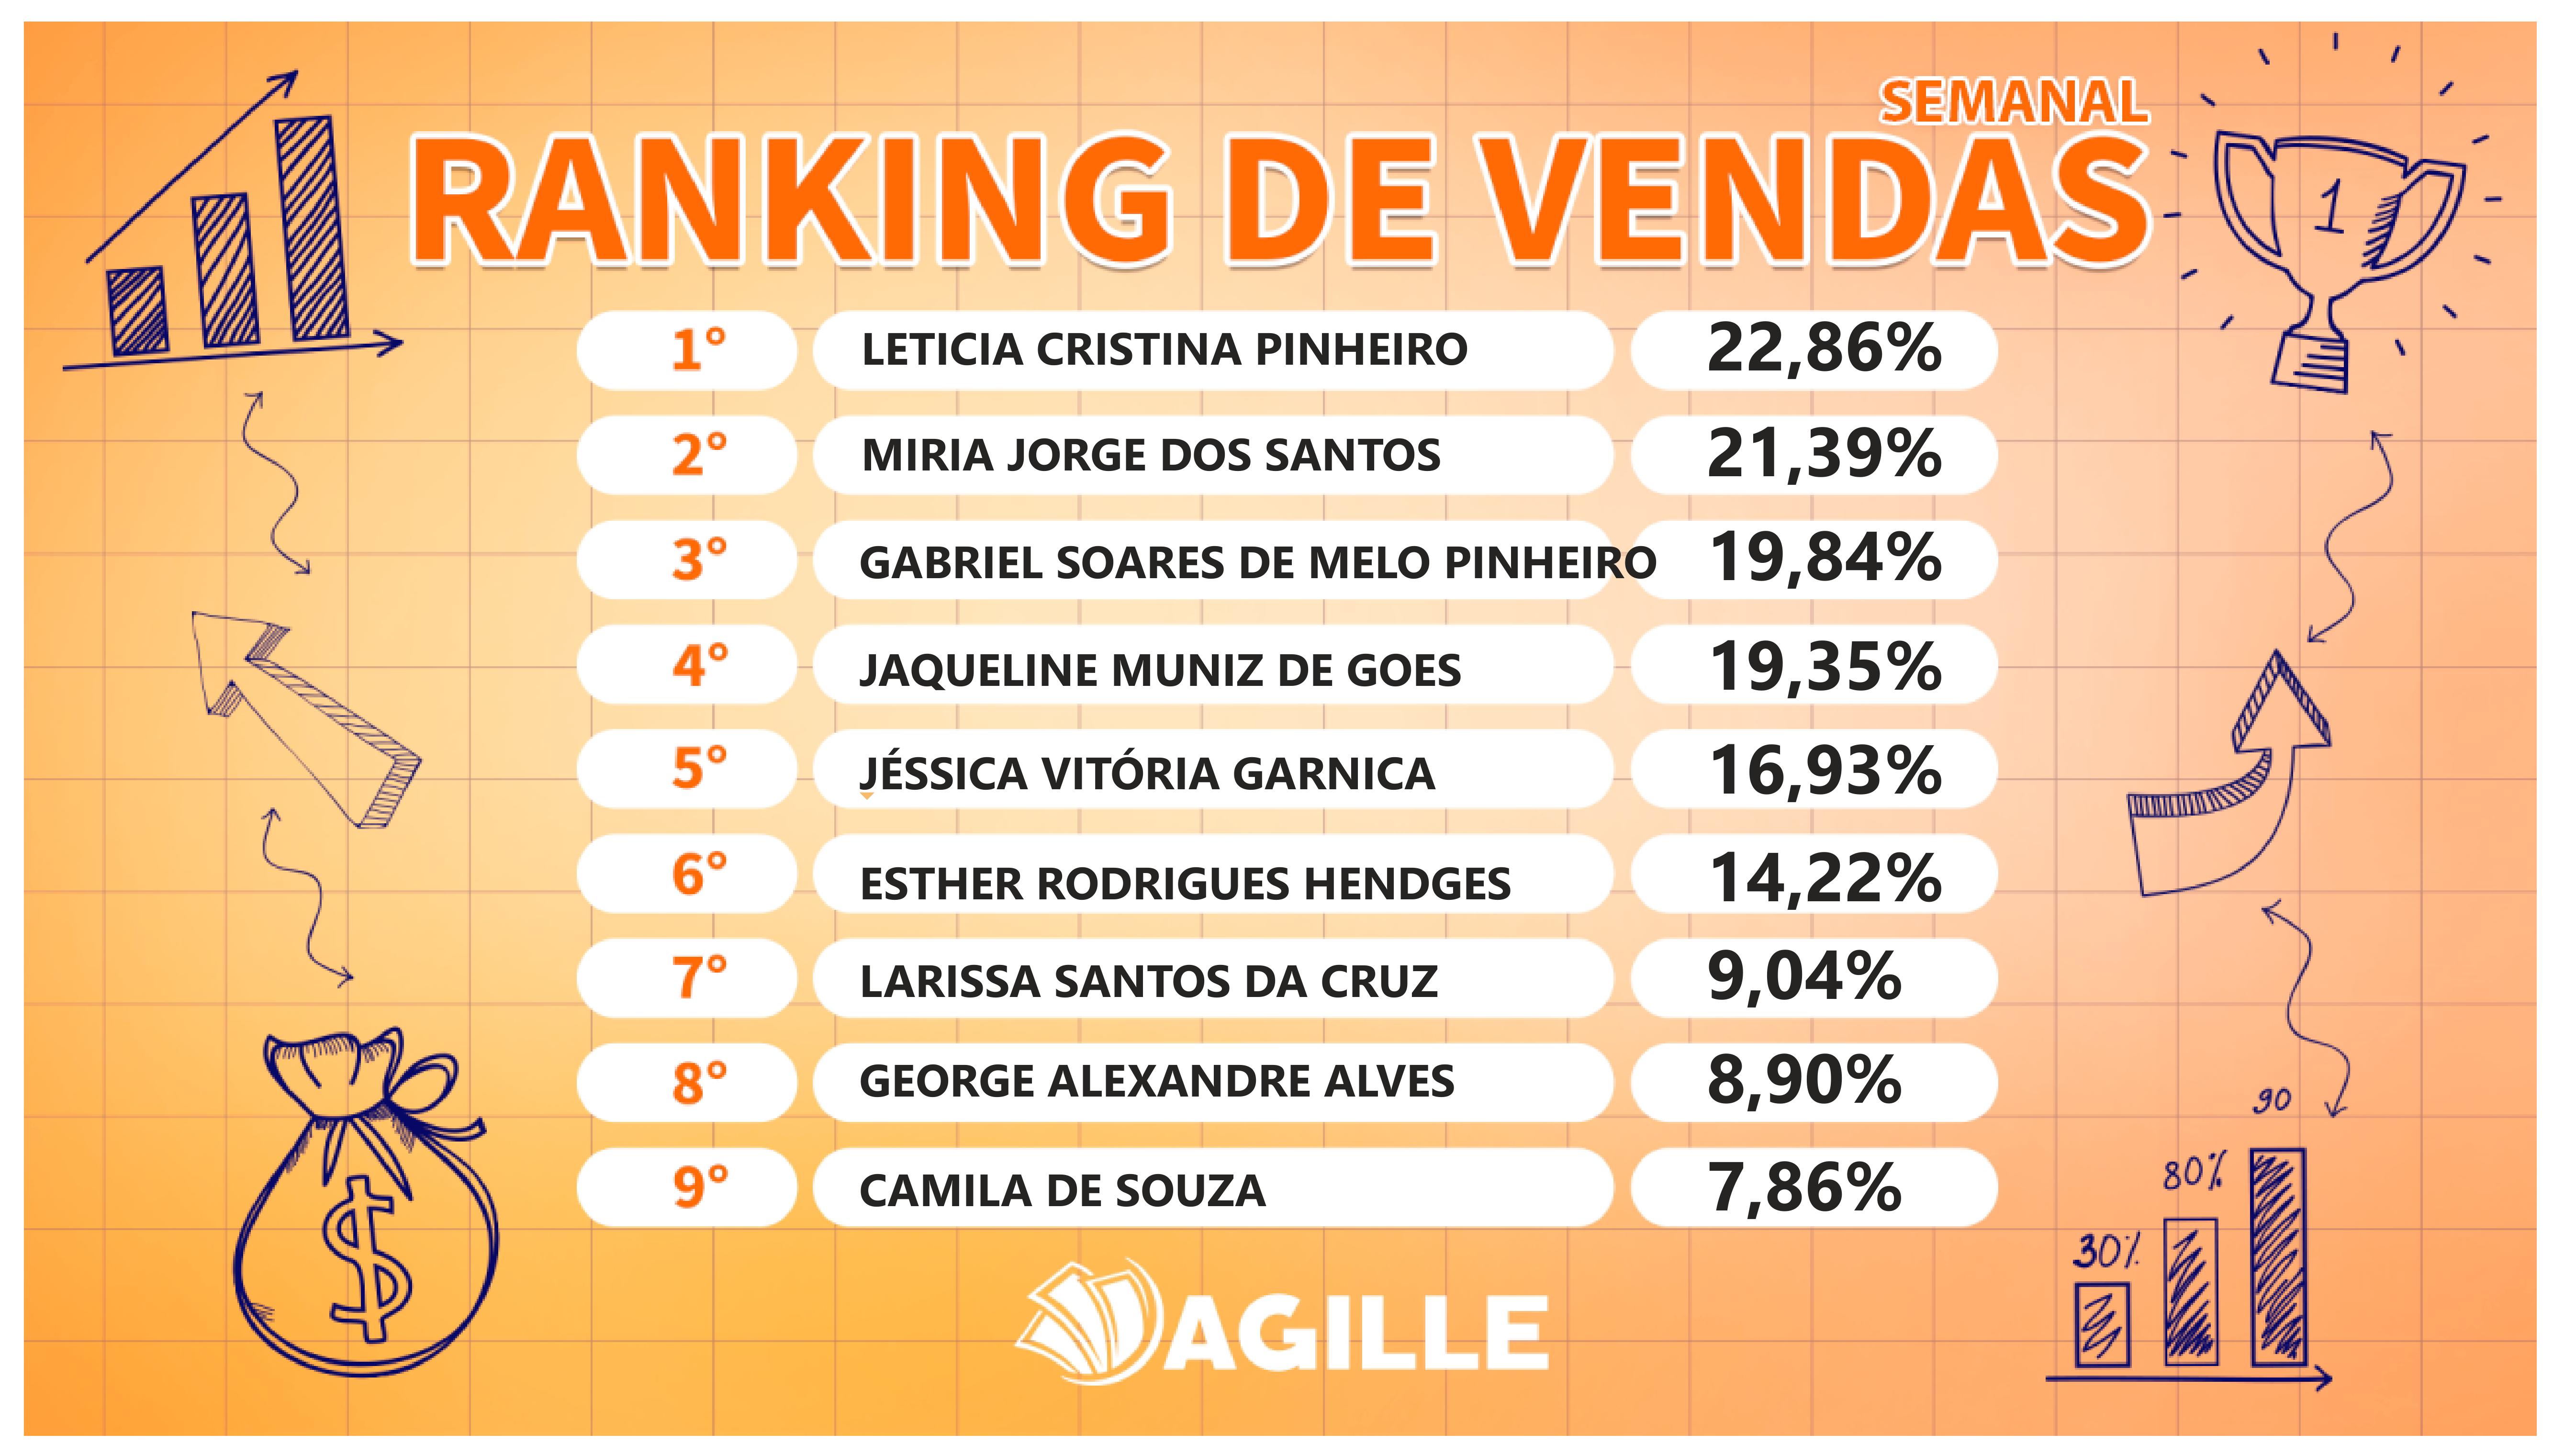 SEMANAL
RANKING DE VENDAS
1
1° LETICIA CRISTINA PINHEIRO 22,86%
2° MIRIA JORGE DOS SANTOS 21,39%
3° GABRIEL SOARES DE MELO PINHEIRO 19,84%
4° JAQUELINE MUNIZ DE GOES 19,35%
5° JÉSSICA VITÓRIA GARNICA 16,93%
6° ESTHER RODRIGUES HENDGES 14,22%
7° LARISSA SANTOS DA CRUZ 9,04%
8° GEORGE ALEXANDRE ALVES 8,90%
9° CAMILA DE SOUZA 7,86%
90
80%
30%
$
AGILLE